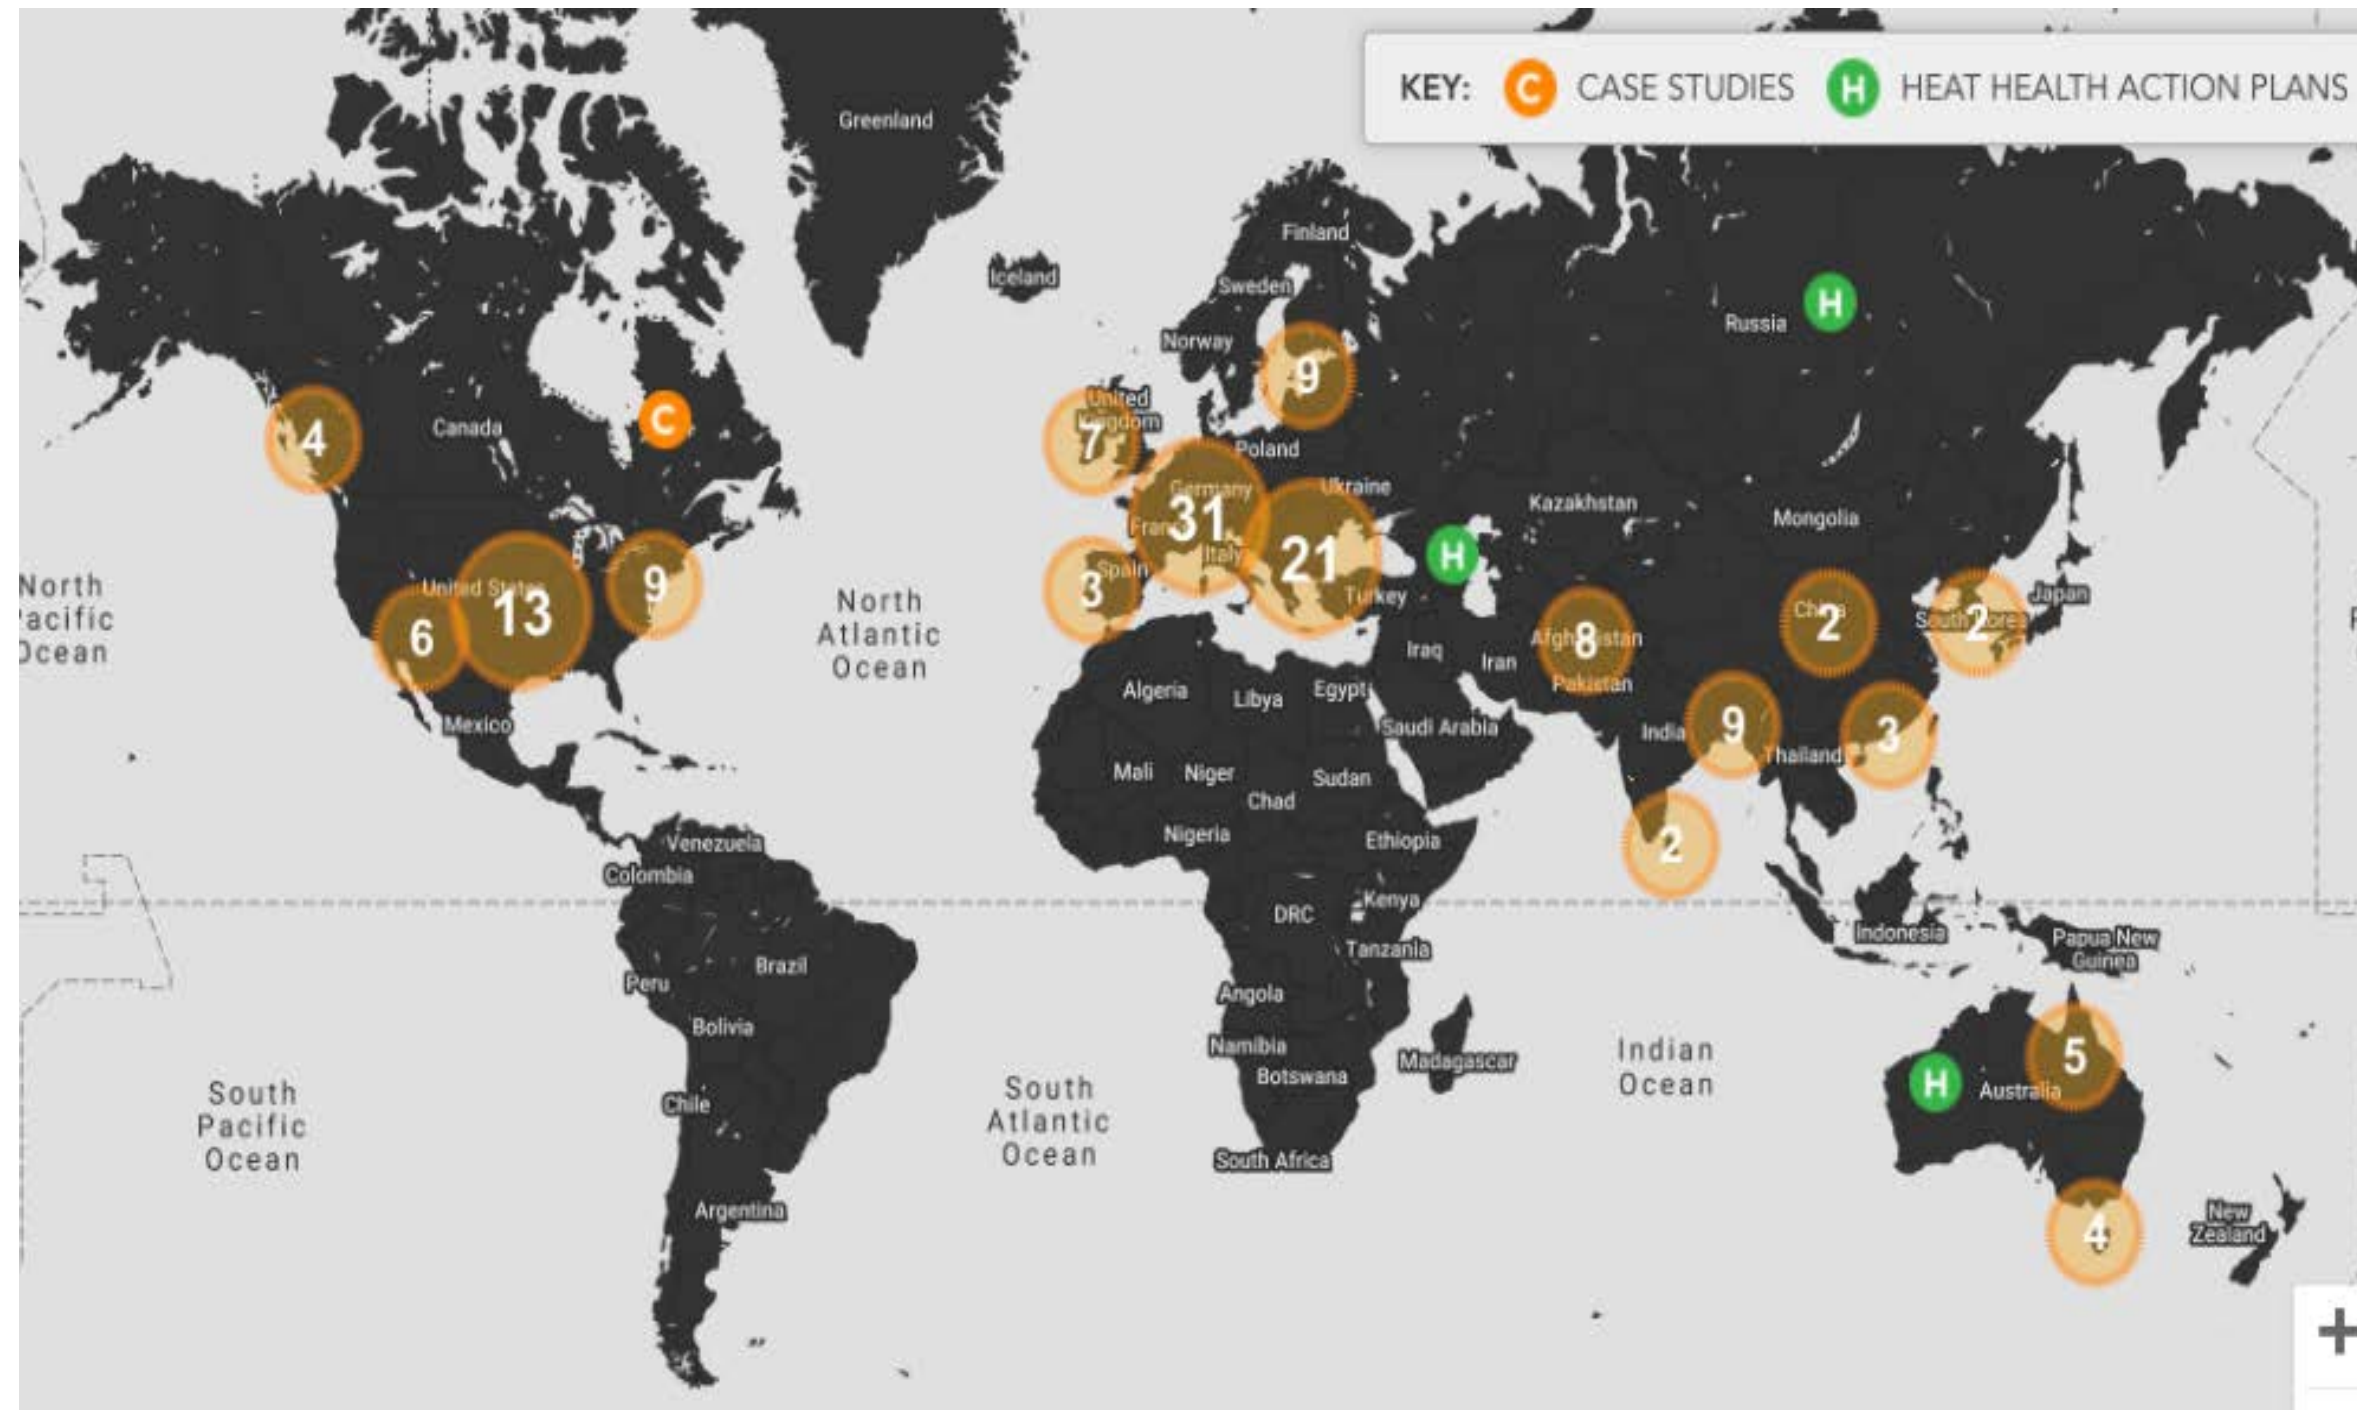 KEY: C CASE STUDIES H HEAT HEALTH ACTION PLANS
Greenland
Finland
Iceland
Sweden
H
Russia
Norway
9
United
Kingdom
4
Canada
C
7
Poland
Germany
Ukraine
31
France
Kazakhstan
Mongolia
Italy
21
H
Spain
3
Turkey
North
Pacific
Ocean
United States
6
13
9
North
Atlantic
Ocean
Japan
China
2
South Korea
2
Afghanistan
8
Pakistan
Iraq
Iran
Algeria
Libya
Egypt
Saudi Arabia
Mexico
India
9
3
Thailand
Mali
Niger
Sudan
Chad
Nigeria
Ethiopia
2
Venezuela
Colombia
Kenya
DRC
Indonesia
Papua New
Guinea
Tanzania
Brazil
Peru
Angola
Bolivia
Namibia
Madagascar
Botswana
Indian
Ocean
5
H
Australia
South
Pacific
Ocean
South
Atlantic
Ocean
Chile
South Africa
Argentina
New
Zealand
4
+